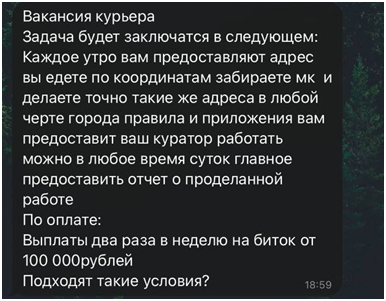 Вакансия курьера
Задача будет заключатся в следующем:
Каждое утро вам предоставляют адрес
вы едете по координатам забираете мк и
делаете точно такие же адреса в любой
черте города правила и приложения вам
предоставит ваш куратор работать
можно в любое время суток главное
предоставить отчет о проделанной
работе
По оплате:
Выплаты два раза в неделю на биток от
100 000рублей
Подходят такие условия?
18:59